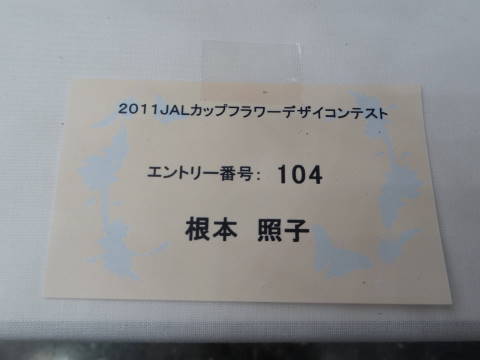 2011JALカップフラワーデザイコンテスト
エントリー番号: 104
根本 照子